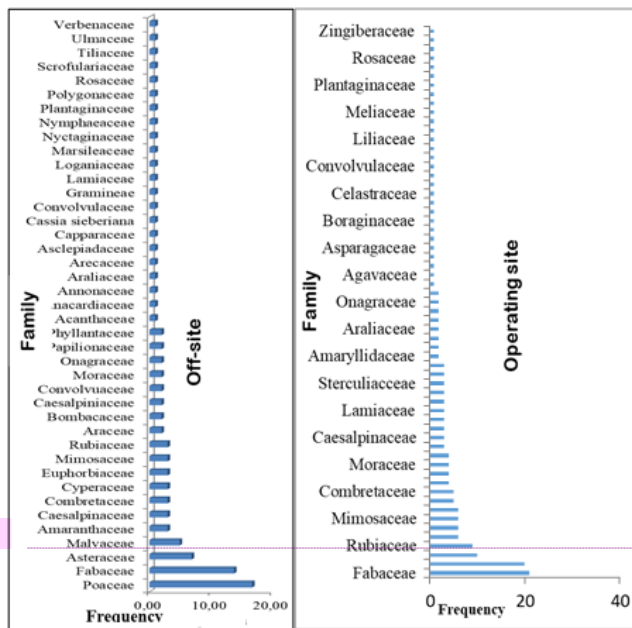 Verbenaceae
Ulmaceae
Tiliaceae
Scrofulariaceae
Rosaceae
Polygonaceae
Plantaginaceae
Nymphaeaceae
Nyctaginaceae
Marsileaceae
Loganiaceae
Lamiaceae
Gramineae
Convolvulaceae
Cassia sieberiana
Capparaceae
Asclepiadaceae
Arecaceae
Araliaceae
Annonaceae
nacardiaceae
Acanthaceae
Phyllantaceae
Papilionaceae
Onagraceae
Moraceae
Convolvuaceae
Caesalpiniaceae
Bombacaceae
Araceae
Rubiaceae
Mimosaceae
Euphorbiaceae
Cyperaceae
Combretaceae
Caesalpinaceae
Amaranthaceae
Malvaceae
Asteraceae
Fabaceae
Poaceae
Family
Off-site
0,00 10,00 20,00
Frequency
Zingiberaceae
Rosaceae
Plantaginaceae
Meliaceae
Liliaceae
Convolvulaceae
Celastraceae
Boraginaceae
Asparagaceae
Agavaceae
Onagraceae
Araliaceae
Amaryllidaceae
Sterculiacceae
Lamiaceae
Caesalpinaceae
Moraceae
Combretaceae
Mimosaceae
Rubiaceae
Fabaceae
Family
Operating site
0 20 40
Frequency